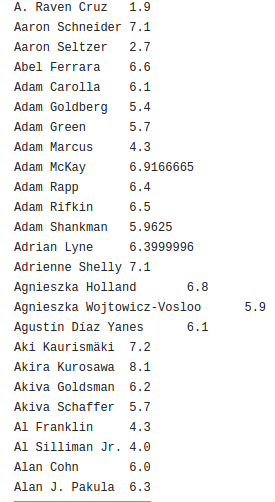 A. Raven Cruz 1.9
Aaron Schneider 7.1
Aaron Seltzer 2.7
Abel Ferrara 6.6
Adam Carolla 6.1
Adam Goldberg 5.4
Adam Green 5.7
Adam Marcus 4.3
Adam McKay 6.9166665
Adam Rapp 6.4
Adam Rifkin 6.5
Adam Shankman 5.9625
Adrian Lyne 6.3999996
Adrienne Shelly 7.1
Agnieszka Holland 6.8
Agnieszka Wojtowicz-Vosloo 5.9
Agustín Díaz Yanes 6.1
Aki Kaurismäki 7.2
Akira Kurosawa 8.1
Akiva Goldsman 6.2
Akiva Schaffer 5.7
Al Franklin 4.3
Al Silliman Jr. 4.0
Alan Cohn 6.0
Alan J. Pakula 6.3